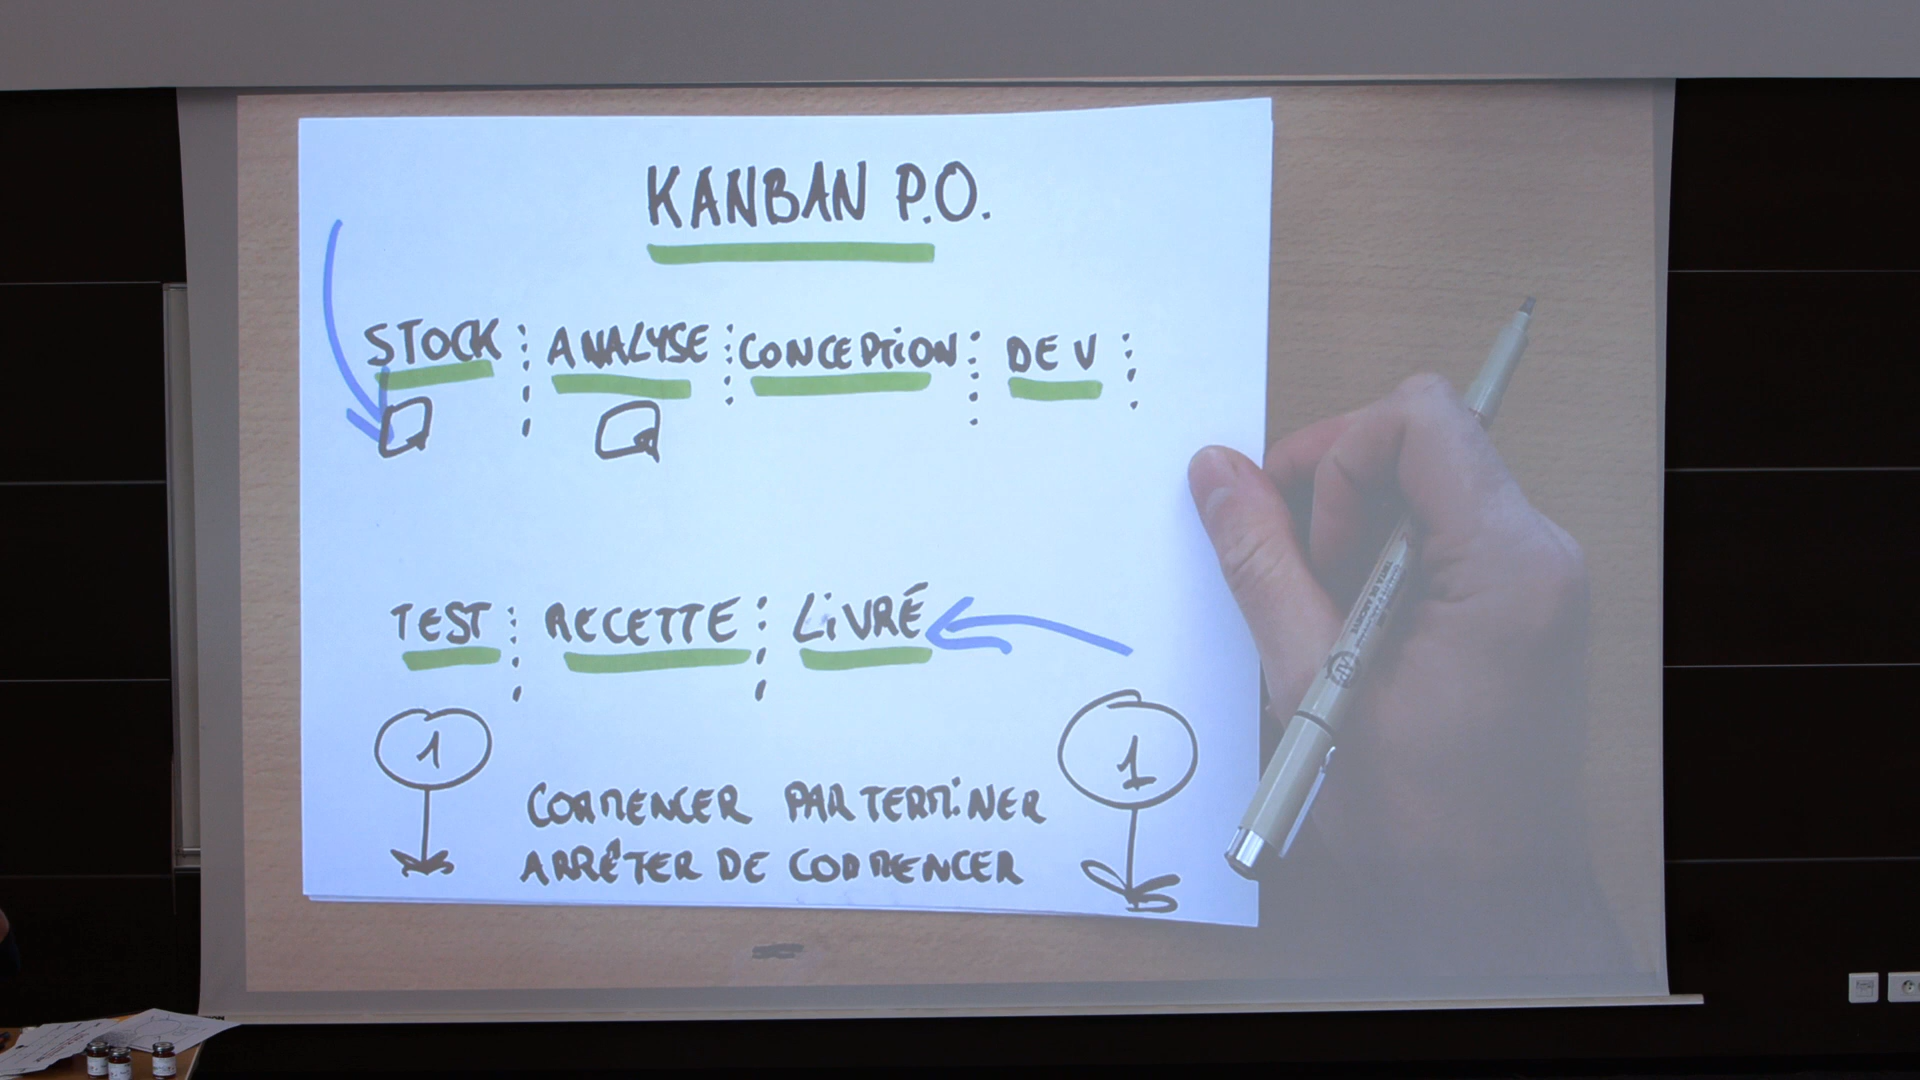 KANBAN P.O.
STOCK ANALYSE CONCEPTION DEV
TEST RECETTE LIVRÉ
1 1
COMMENCER PAR TERMINER
ARRÊTER DE COMMENCER